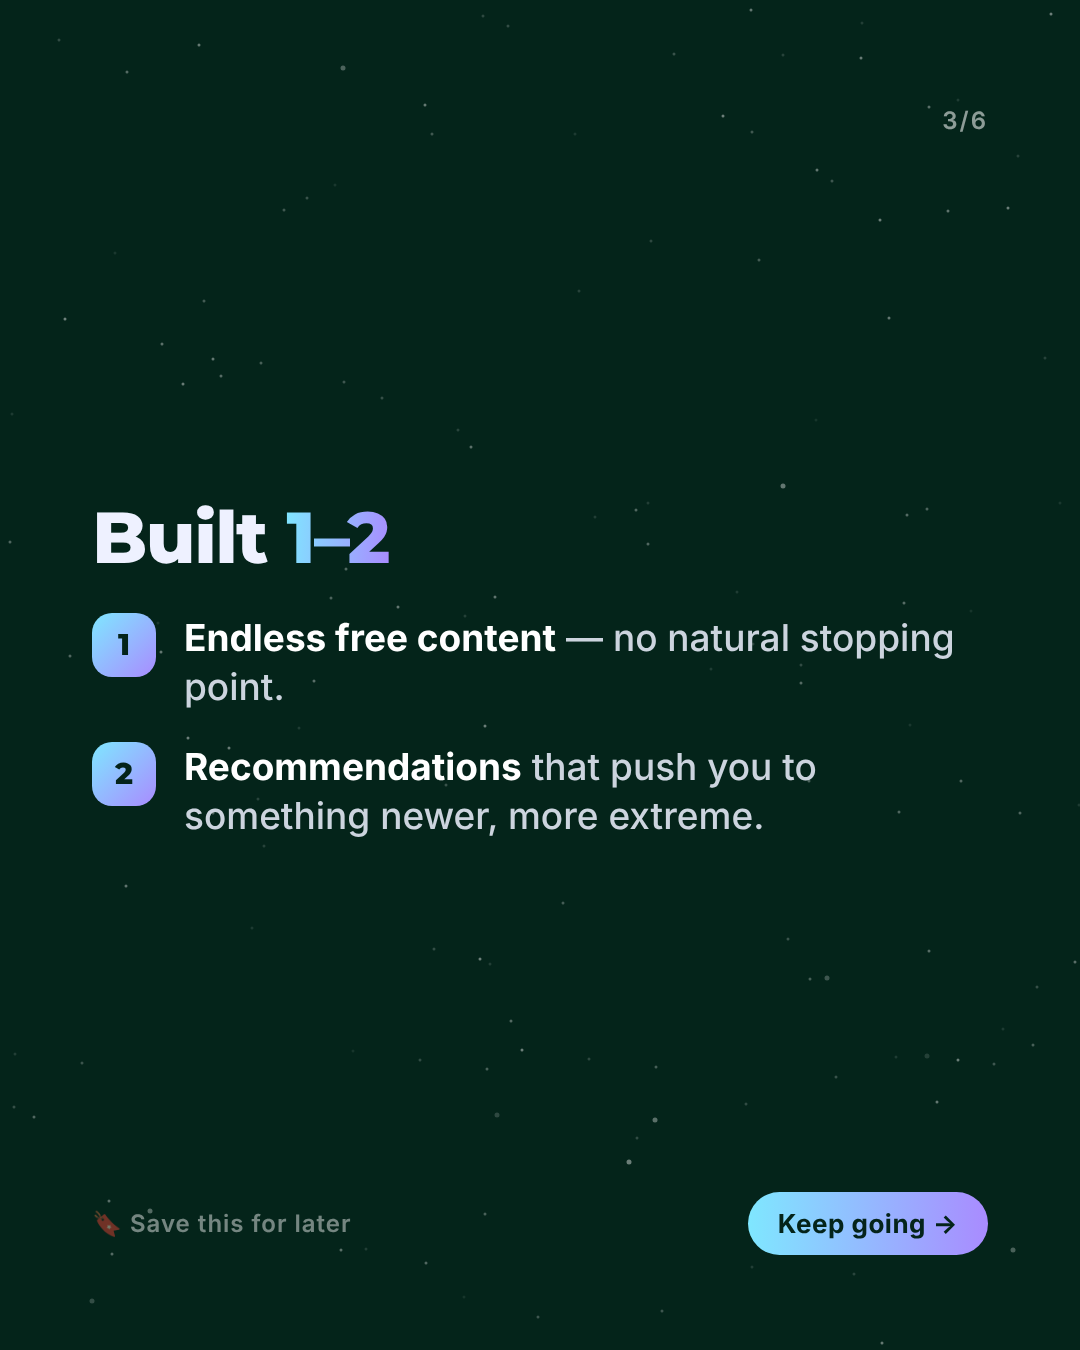 3/6
Built 1–2
1
Endless free content — no natural stopping
point.
2
Recommendations that push you to
something newer, more extreme.
🔖 Save this for later
Keep going →